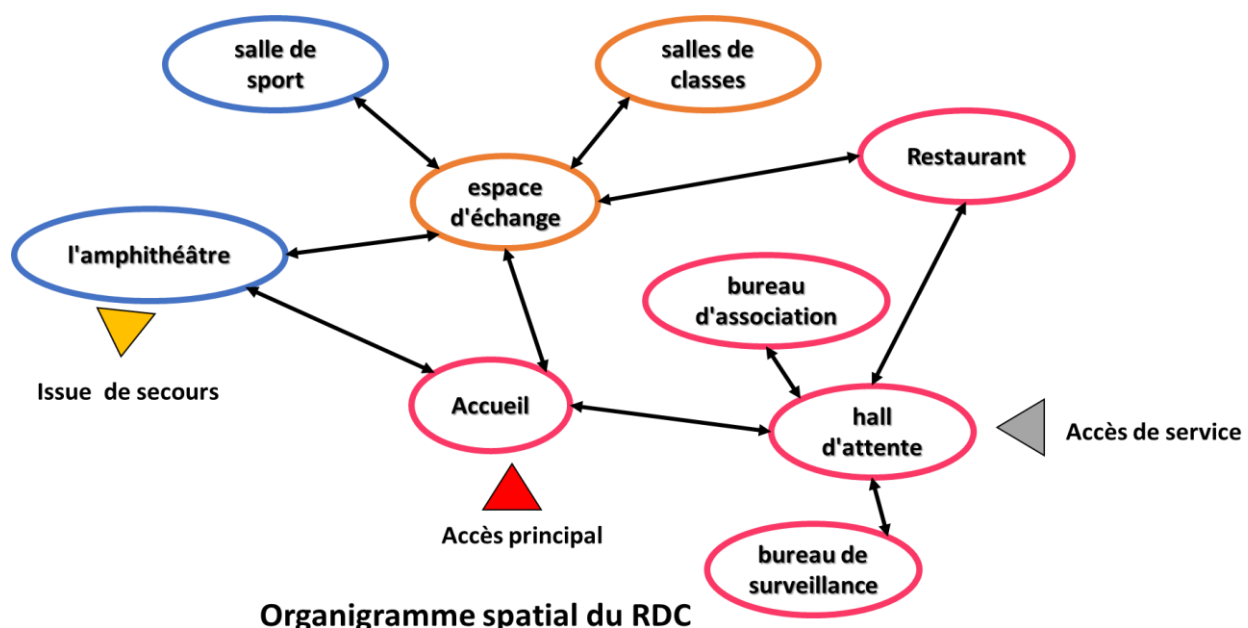 salle de
sport
salles de
classes
Restaurant
espace
d'échange
l'amphithéâtre
bureau
d'association
Issue de secours
Accueil
hall
d'attente
Accès de service
Accès principal
bureau de
surveillance
Organigramme spatial du RDC